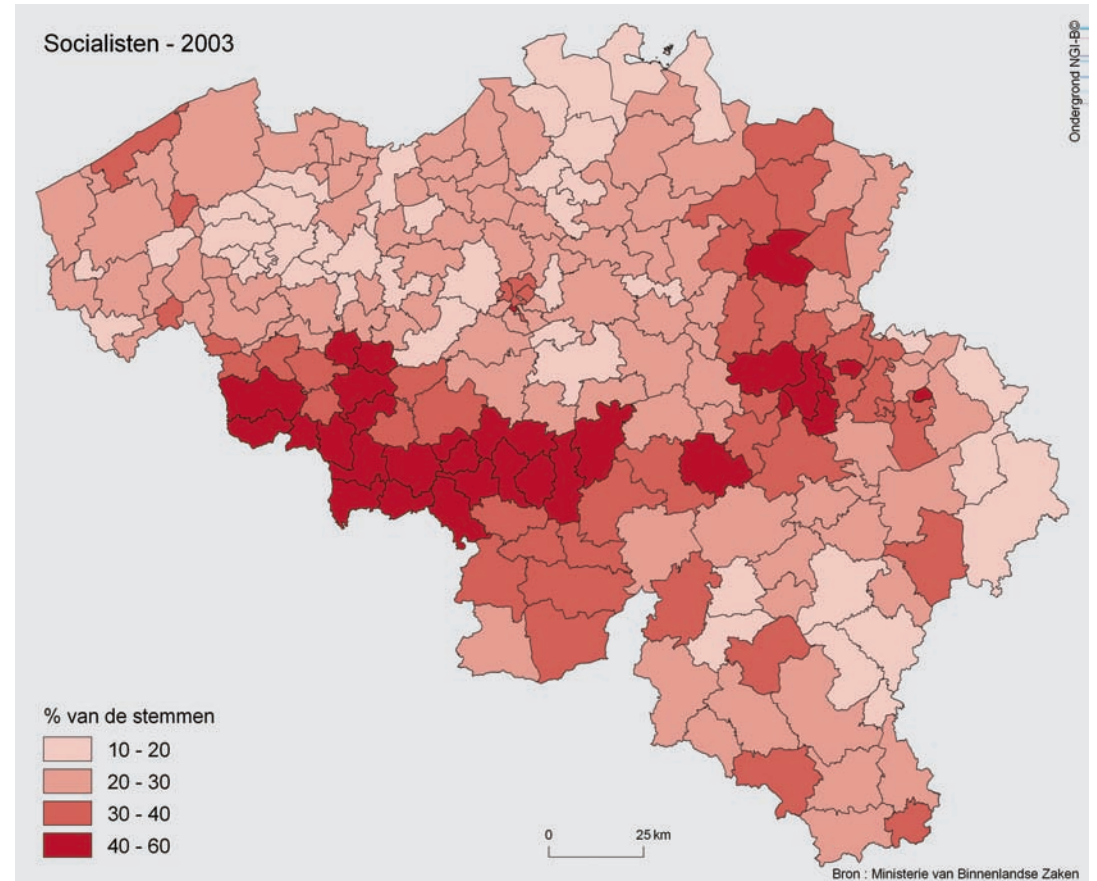 Socialisten - 2003
Ondergrond NGI-B©
% van de stemmen
10 - 20
20 - 30
30 - 40
40 - 60
0 25 km
Bron : Ministerie van Binnenlandse Zaken